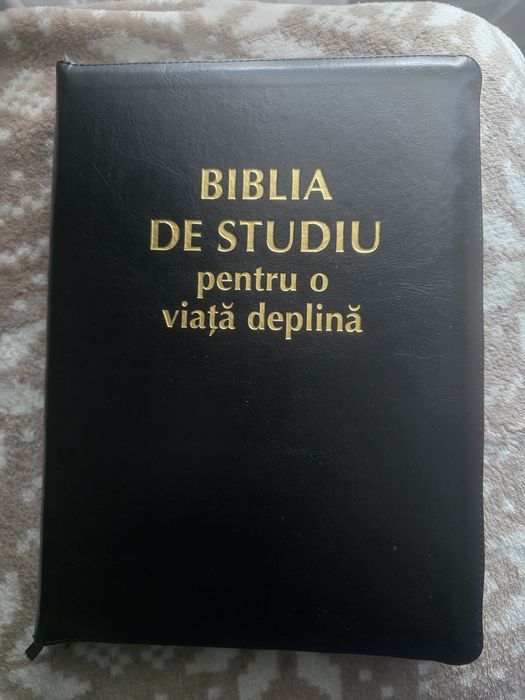 BIBLIA
DE STUDIU
pentru o
viață deplină